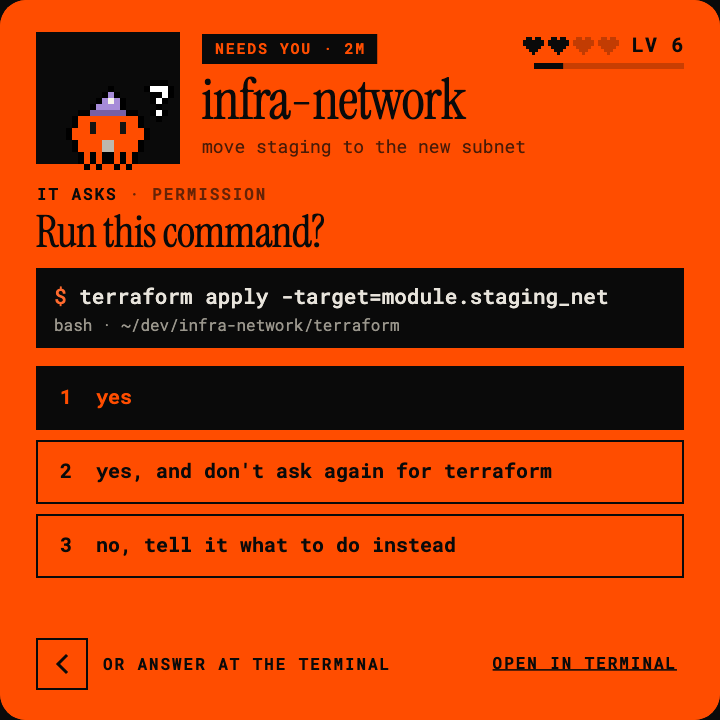 NEEDS YOU · 2M
LV 6
infra-network
move staging to the new subnet
IT ASKS · PERMISSION
Run this command?
$ terraform apply -target=module.staging_net
bash · ~/dev/infra-network/terraform
1 yes
2 yes, and don't ask again for terraform
3 no, tell it what to do instead
OR ANSWER AT THE TERMINAL
OPEN IN TERMINAL